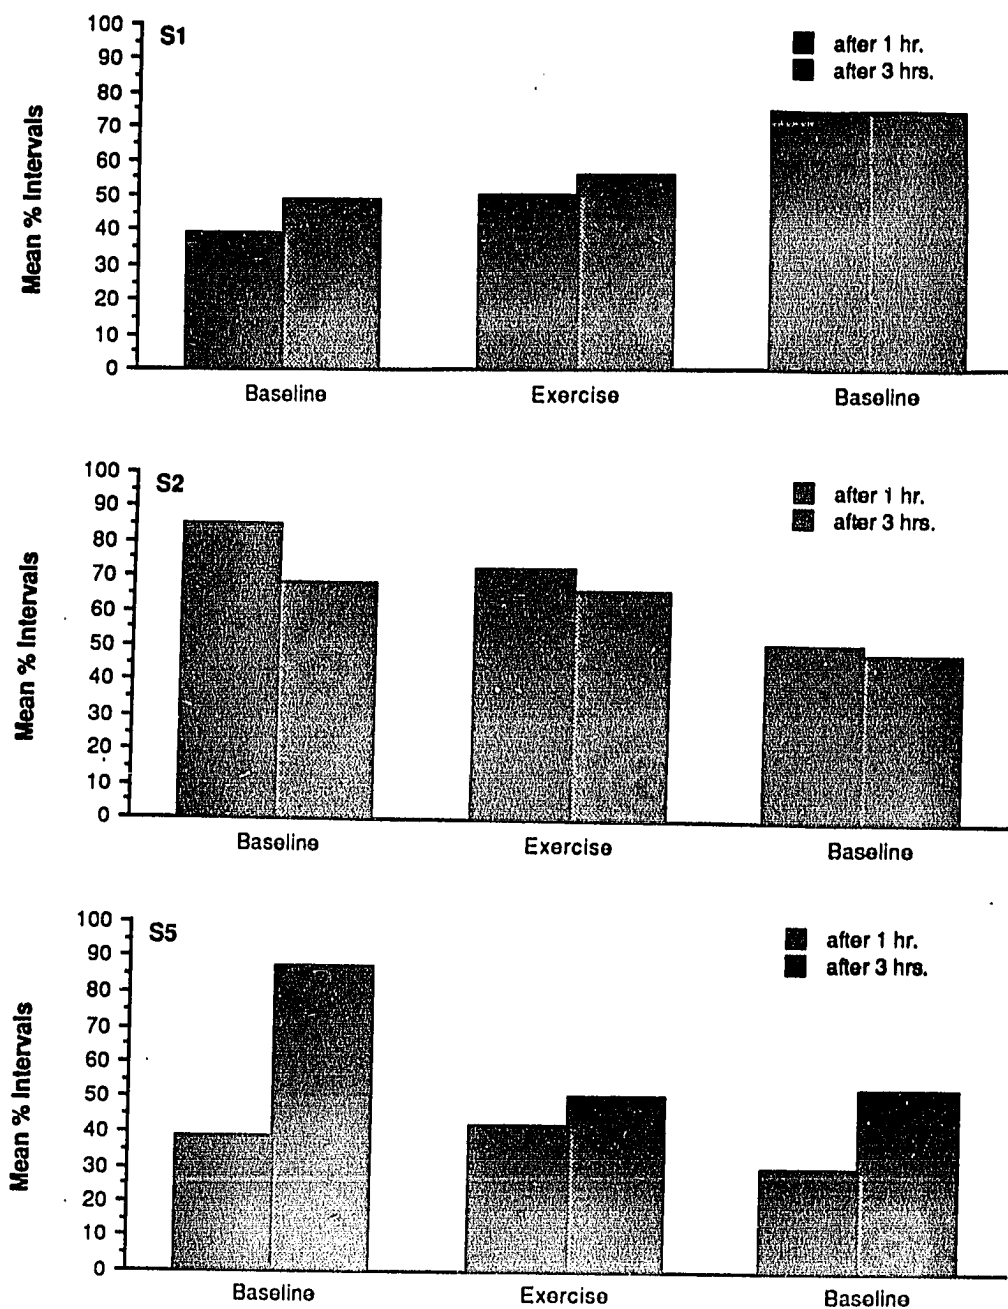 S1
after 1 hr.
after 3 hrs.
Mean % Intervals
100
90
80
70
60
50
40
30
20
10
0
Baseline Exercise Baseline
S2
after 1 hr.
after 3 hrs.
Mean % Intervals
100
90
80
70
60
50
40
30
20
10
0
Baseline Exercise Baseline
S5
after 1 hr.
after 3 hrs.
Mean % Intervals
100
90
80
70
60
50
40
30
20
10
0
Baseline Exercise Baseline